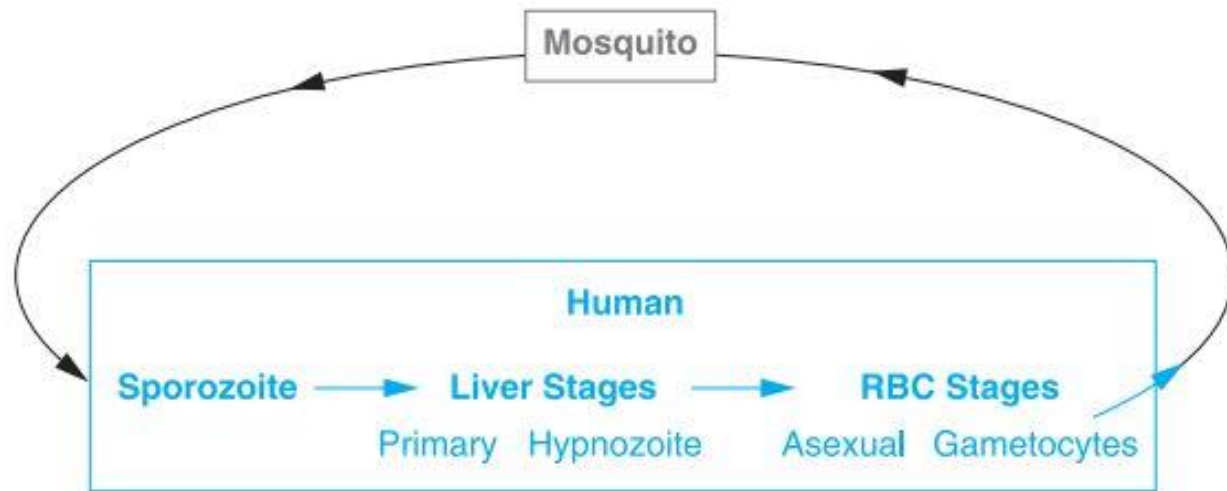 Mosquito
Human
Sporozoite Liver Stages RBC Stages
Primary Hypnozoite Asexual Gametocytes